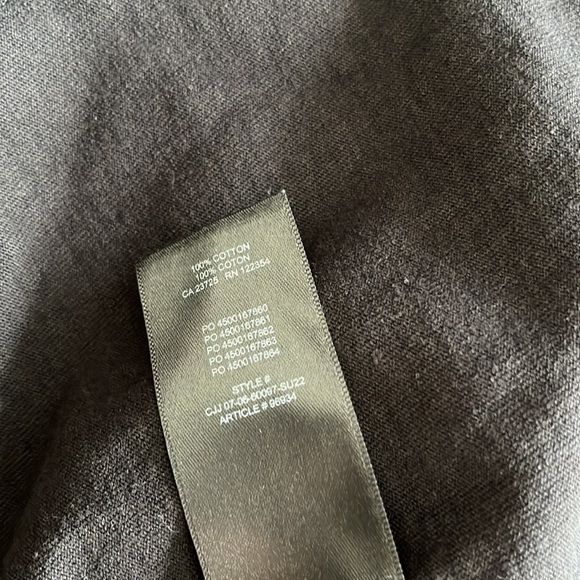 100% COTTON
100% COTON
CA 23725 RN 122354
PO 4500167860
PO 4500167861
PO 4500167862
PO 4500167863
PO 4500167864
STYLE #
CJJ 07-06-60097-SU22
ARTICLE # 96934